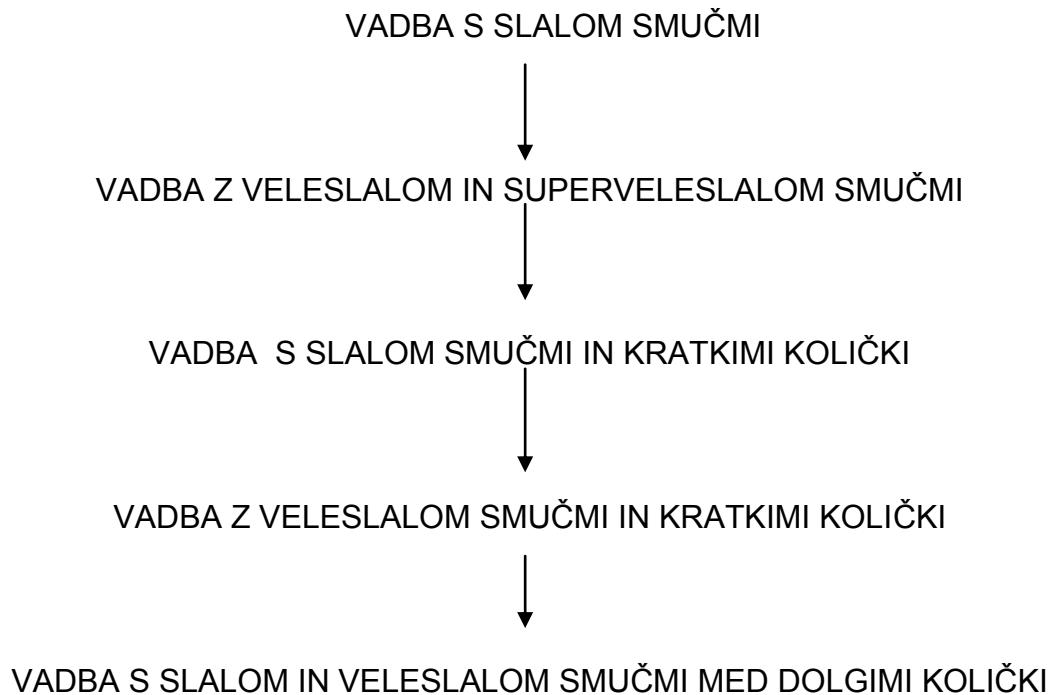 VADBA S SLALOM SMUČMI
VADBA Z VELESLALOM IN SUPERVELESLALOM SMUČMI
VADBA S SLALOM SMUČMI IN KRATKIMI KOLIČKI
VADBA Z VELESLALOM SMUČMI IN KRATKIMI KOLIČKI
VADBA S SLALOM IN VELESLALOM SMUČMI MED DOLGIMI KOLIČKI